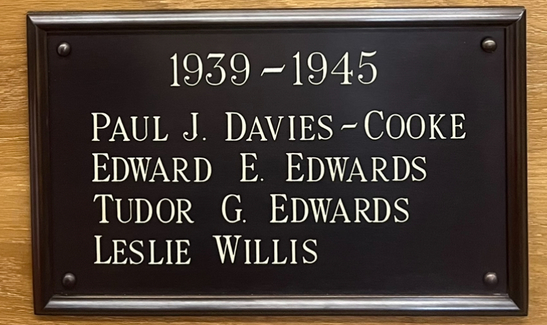 1939-1945
PAUL J. DAVIES-COOKE
EDWARD E. EDWARDS
TUDOR G. EDWARDS
LESLIE WILLIS